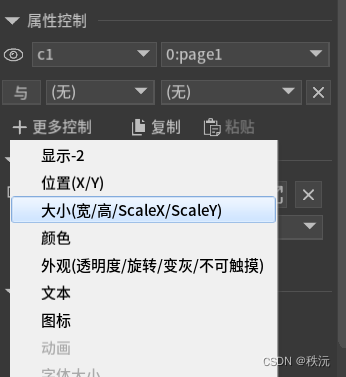 属性控制
c1 0:page1
与 (无) (无)
更多控制 复制 粘贴
显示-2
位置(X/Y)
大小(宽/高/ScaleX/ScaleY)
颜色
外观(透明度/旋转/变灰/不可触摸)
文本
图标
动画
字体大小
CSDN @秩沅